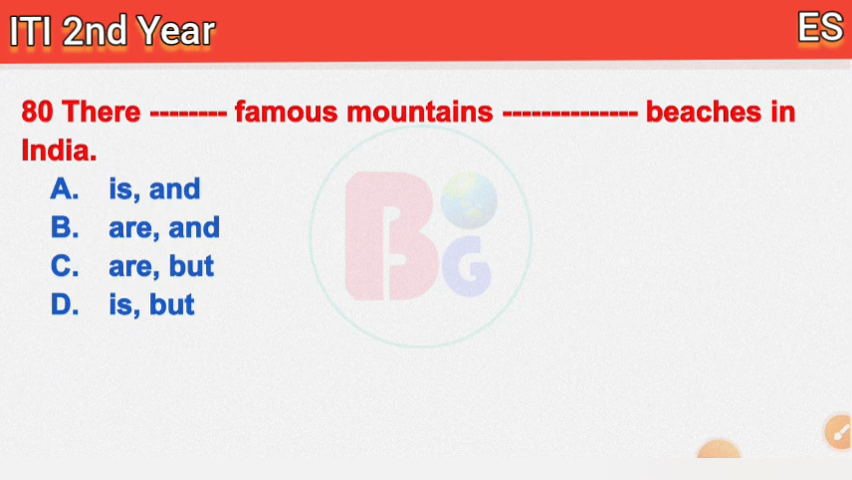 ITI 2nd Year ES
80 There -------- famous mountains -------------- beaches in
India.
A. is, and
B. are, and
C. are, but
D. is, but
B G